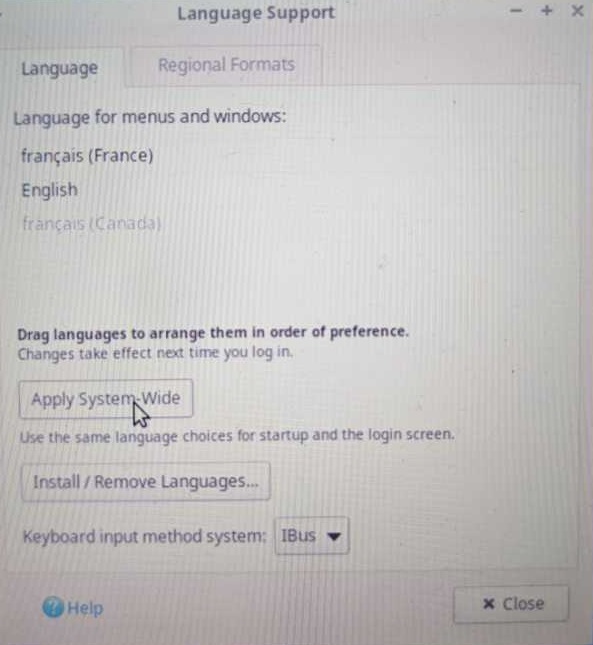 Language Support
Language
Regional Formats
Language for menus and windows:
français (France)
English
français (Canada)
Drag languages to arrange them in order of preference.
Changes take effect next time you log in.
Apply System-Wide
Use the same language choices for startup and the login screen.
Install / Remove Languages...
Keyboard input method system: IBus
? Help
Close